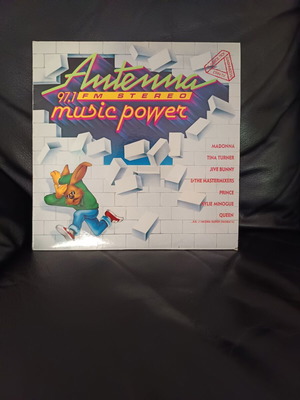 Antenna
97.1 FM STEREO
music power
MADONNA
TINA TURNER
JIVE BUNNY
&THE MASTERMIXERS
PRINCE
KYLIE MINOGUE
QUEEN